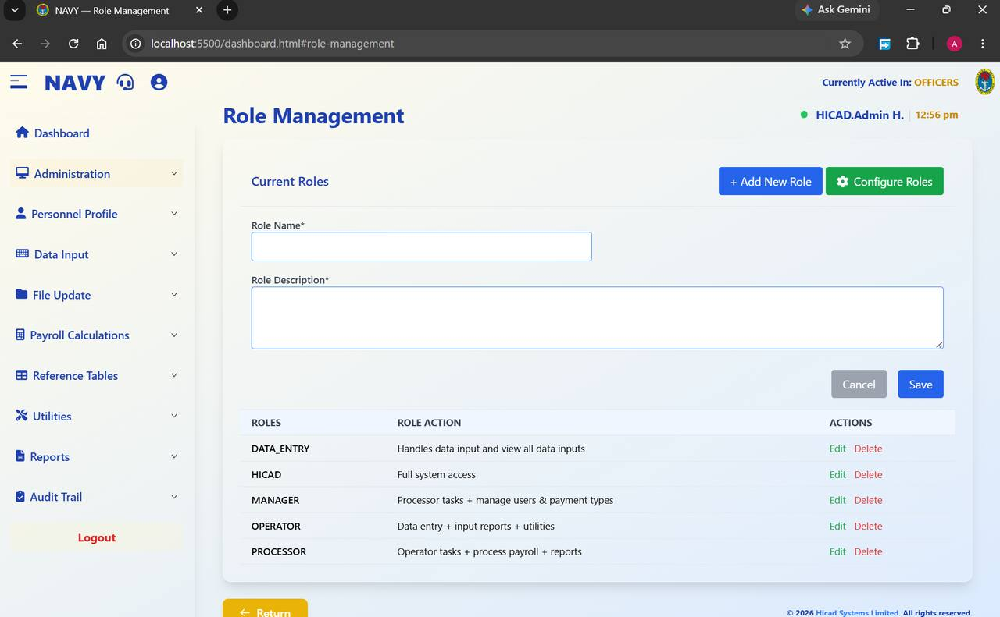 NAVY — Role Management
Ask Gemini
localhost:5500/dashboard.html#role-management
A
NAVY
Currently Active In: OFFICERS
Role Management
HICAD.Admin H. | 12:56 pm
Dashboard
Administration
Personnel Profile
Data Input
File Update
Payroll Calculations
Reference Tables
Utilities
Reports
Audit Trail
Logout
Current Roles
+ Add New Role
Configure Roles
Role Name*
Role Description*
Cancel
Save
ROLES ROLE ACTION ACTIONS
DATA_ENTRY Handles data input and view all data inputs Edit Delete
HICAD Full system access Edit Delete
MANAGER Processor tasks + manage users & payment types Edit Delete
OPERATOR Data entry + input reports + utilities Edit Delete
PROCESSOR Operator tasks + process payroll + reports Edit Delete
← Return
© 2026 Hicad Systems Limited. All rights reserved.